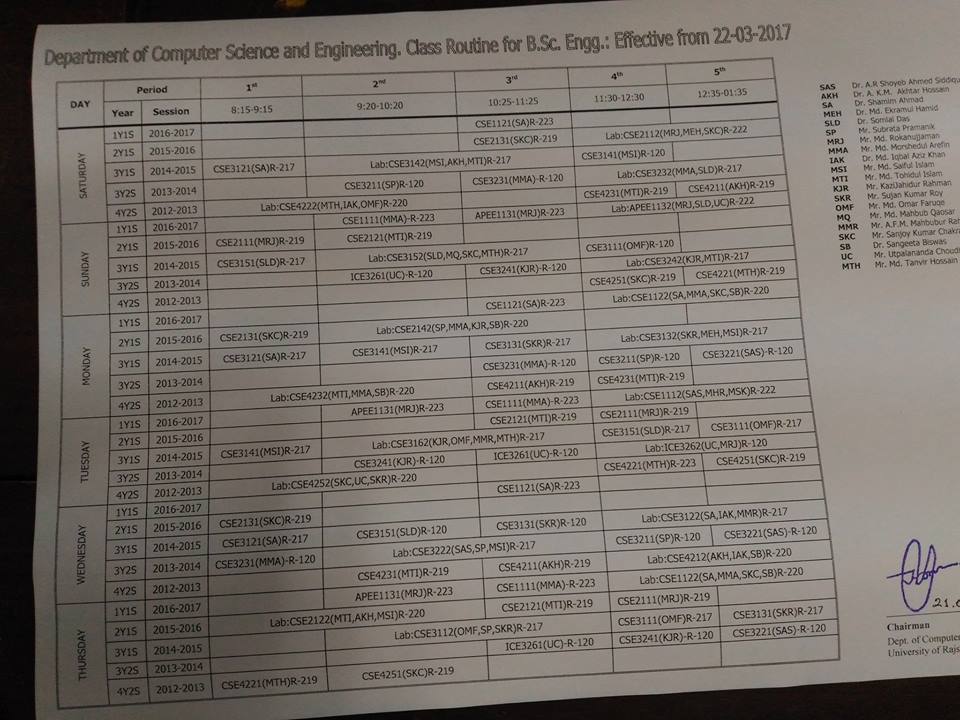 Department of Computer Science and Engineering. Class Routine for B.Sc. Engg.: Effective from 22-03-2017
DAY Period 1st 2nd 3rd 4th 5th
Year Session 8:15-9:15 9:20-10:20 10:25-11:25 11:30-12:30 12:35-01:35
SATURDAY
1Y1S 2016-2017 CSE1121(SA)R-223
2Y1S 2015-2016 CSE2131(SKC)R-219 Lab:CSE2112(MRJ,MEH,SKC)R-222
3Y1S 2014-2015 CSE3121(SA)R-217 Lab:CSE3142(MSI,AKH,MTI)R-217 CSE3141(MSI)R-120
3Y2S 2013-2014 CSE3211(SP)R-120 CSE3231(MMA)-R-120 Lab:CSE3232(MMA,SLD)R-217
4Y2S 2012-2013 Lab:CSE4222(MTH,IAK,OMF)R-220 CSE4231(MTI)R-219 CSE4211(AKH)R-219
SUNDAY
1Y1S 2016-2017 CSE1111(MMA)-R-223 APEE1131(MRJ)R-223 Lab:APEE1132(MRJ,SLD,UC)R-222
2Y1S 2015-2016 CSE2111(MRJ)R-219 CSE2121(MTI)R-219
3Y1S 2014-2015 CSE3151(SLD)R-217 Lab:CSE3152(SLD,MQ,SKC,MTH)R-217 CSE3111(OMF)R-120
3Y2S 2013-2014 ICE3261(UC)-R-120 CSE3241(KJR)-R-120 Lab:CSE3242(KJR,MTI)R-217
4Y2S 2012-2013 CSE4251(SKC)R-219 CSE4221(MTH)R-219
MONDAY
1Y1S 2016-2017 CSE1121(SA)R-223 Lab:CSE1122(SA,MMA,SKC,SB)R-220
2Y1S 2015-2016 CSE2131(SKC)R-219 Lab:CSE2142(SP,MMA,KJR,SB)R-220
3Y1S 2014-2015 CSE3121(SA)R-217 CSE3141(MSI)R-217 CSE3131(SKR)R-217 Lab:CSE3132(SKR,MEH,MSI)R-217
3Y2S 2013-2014 CSE3231(MMA)-R-120 CSE3211(SP)R-120 CSE3221(SAS)-R-120
4Y2S 2012-2013 Lab:CSE4232(MTI,MMA,SB)R-220 CSE4211(AKH)R-219 CSE4231(MTI)R-219
TUESDAY
1Y1S 2016-2017 APEE1131(MRJ)R-223 CSE1111(MMA)-R-223 Lab:CSE1112(SAS,MHR,MSK)R-222
2Y1S 2015-2016 CSE2121(MTI)R-219 CSE2111(MRJ)R-219
3Y1S 2014-2015 CSE3141(MSI)R-217 Lab:CSE3162(KJR,OMF,MMR,MTH)R-217 CSE3151(SLD)R-217 CSE3111(OMF)R-217
3Y2S 2013-2014 CSE3241(KJR)-R-120 ICE3261(UC)-R-120 Lab:ICE3262(UC,MRJ)R-120
4Y2S 2012-2013 Lab:CSE4252(SKC,UC,SKR)R-220 CSE4221(MTH)R-223 CSE4251(SKC)R-219
WEDNESDAY
1Y1S 2016-2017 CSE1121(SA)R-223
2Y1S 2015-2016 CSE2131(SKC)R-219
3Y1S 2014-2015 CSE3121(SA)R-217 CSE3151(SLD)R-120 CSE3131(SKR)R-120 Lab:CSE3122(SA,IAK,MMR)R-217
3Y2S 2013-2014 CSE3231(MMA)-R-120 Lab:CSE3222(SAS,SP,MSI)R-217 CSE3211(SP)R-120 CSE3221(SAS)-R-120
4Y2S 2012-2013 CSE4231(MTI)R-219 CSE4211(AKH)R-219 Lab:CSE4212(AKH,IAK,SB)R-220
THURSDAY
1Y1S 2016-2017 APEE1131(MRJ)R-223 CSE1111(MMA)-R-223 Lab:CSE1122(SA,MMA,SKC,SB)R-220
2Y1S 2015-2016 Lab:CSE2122(MTI,AKH,MSI)R-220 CSE2121(MTI)R-219 CSE2111(MRJ)R-219
3Y1S 2014-2015 Lab:CSE3112(OMF,SP,SKR)R-217 CSE3111(OMF)R-217 CSE3131(SKR)R-217
3Y2S 2013-2014 ICE3261(UC)-R-120 CSE3241(KJR)-R-120 CSE3221(SAS)-R-120
4Y2S 2012-2013 CSE4221(MTH)R-219 CSE4251(SKC)R-219
SAS Dr. A.R Shoyeb Ahmed Siddiqu
AKH Dr. A. K.M. Akhtar Hossain
SA Dr. Shamim Ahmad
MEH Dr. Md. Ekramul Hamid
SLD Dr. Somlal Das
SP Mr. Subrata Pramanik
MRJ Mr. Md. Rokanujjaman
MMA Mr. Md. Morshedul Arefin
IAK Dr. Md. Iqbal Aziz Khan
MSI Mr. Md. Saiful Islam
MTI Mr. Md. Tohidul Islam
KJR Mr. KaziJahidur Rahman
SKR Mr. Sujan Kumar Roy
OMF Mr. Md. Omar Faruqe
MQ Mr. Md. Mahbub Qaosar
MMR Mr. A.F.M. Mahbubur Rah
SKC Mr. Sanjoy Kumar Chakra
SB Dr. Sangeeta Biswas
UC Mr. Utpalananda Choudh
MTH Mr. Md. Tanvir Hossain
21.0
Chairman
Dept. of Computer
University of Rajs